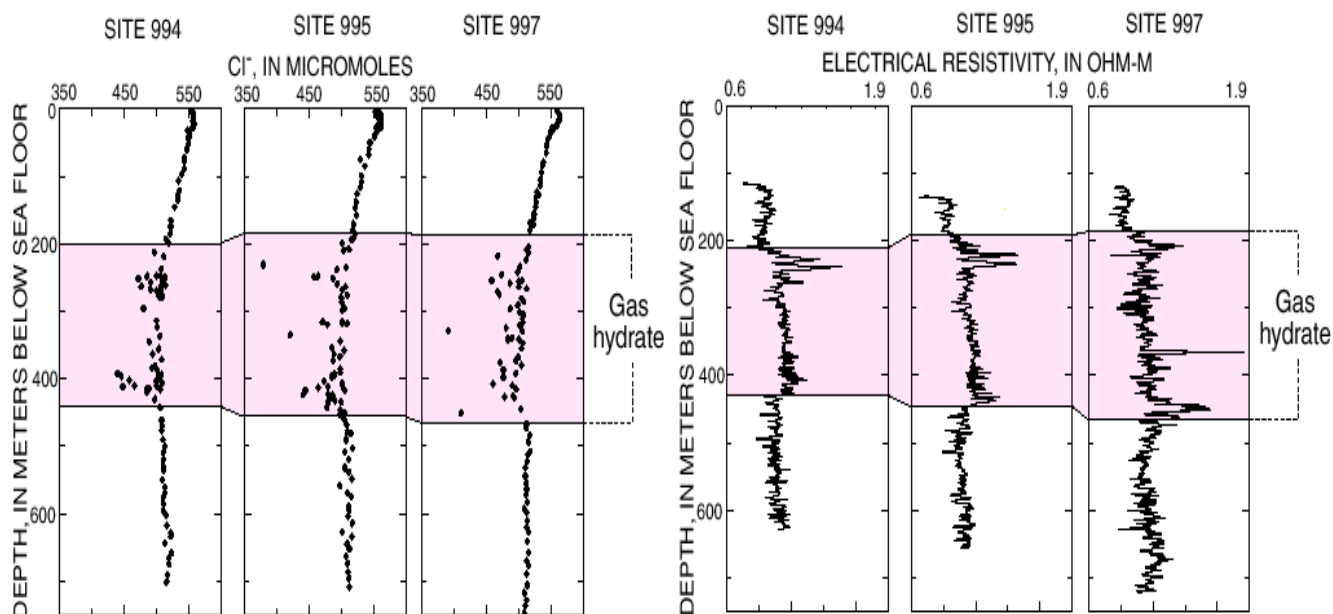 SITE 994 SITE 995 SITE 997
Cl⁻, IN MICROMOLES
350 450 550 350 450 550 350 450 550
DEPTH, IN METERS BELOW SEA FLOOR
0
200
400
600
Gas
hydrate
SITE 994 SITE 995 SITE 997
ELECTRICAL RESISTIVITY, IN OHM-M
0.6 1.9 0.6 1.9 0.6 1.9
DEPTH, IN METERS BELOW SEA FLOOR
0
200
400
600
Gas
hydrate